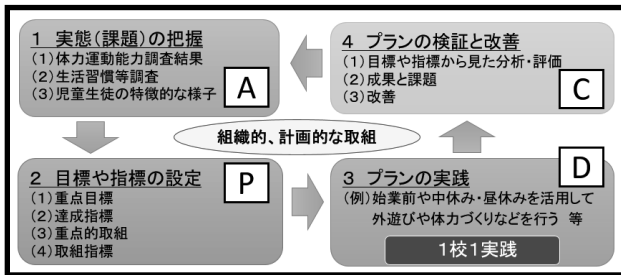 1 実態(課題)の把握
(1)体力運動能力調査結果
(2)生活習慣等調査
(3)児童生徒の特徴的な様子
A
組織的、計画的な取組
2 目標や指標の設定
(1)重点目標
(2)達成指標
(3)重点的取組
(4)取組指標
P
3 プランの実践
(例)始業前や中休み・昼休みを活用して
外遊びや体力づくりなどを行う 等
1校1実践
D
4 プランの検証と改善
(1)目標や指標から見た分析・評価
(2)成果と課題
(3)改善
C